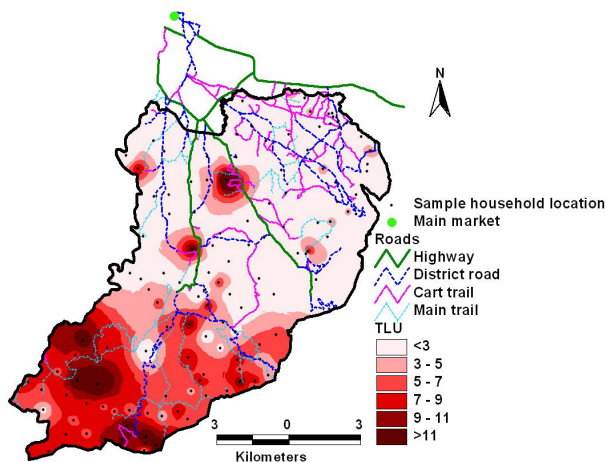 N
Sample household location
Main market
Roads
Highway
District road
Cart trail
Main trail
TLU
<3
3 - 5
5 - 7
7 - 9
9 - 11
>11
3 0 3
Kilometers